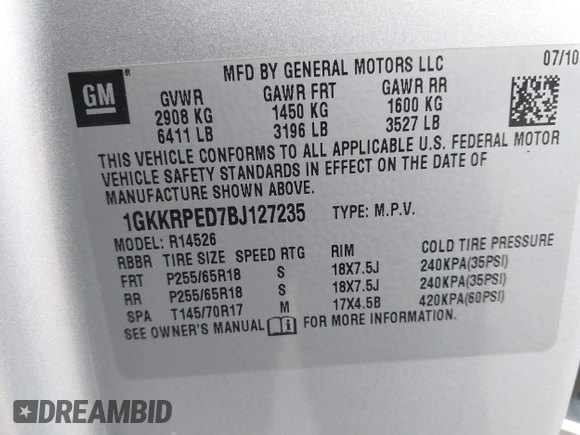 GM
®
MFD BY GENERAL MOTORS LLC
07/10
GVWR GAWR FRT GAWR RR
2908 KG 1450 KG 1600 KG
6411 LB 3196 LB 3527 LB
THIS VEHICLE CONFORMS TO ALL APPLICABLE U.S. FEDERAL MOTOR
VEHICLE SAFETY STANDARDS IN EFFECT ON THE DATE OF
MANUFACTURE SHOWN ABOVE.
1GKKRPED7BJ127235 TYPE: M.P.V.
MODEL: R14526
RBBR TIRE SIZE SPEED RTG RIM COLD TIRE PRESSURE
FRT P255/65R18 S 18X7.5J 240KPA(35PSI)
RR P255/65R18 S 18X7.5J 240KPA(35PSI)
SPA T145/70R17 M 17X4.5B 420KPA(60PSI)
SEE OWNER'S MANUAL FOR MORE INFORMATION.
DREAMBID